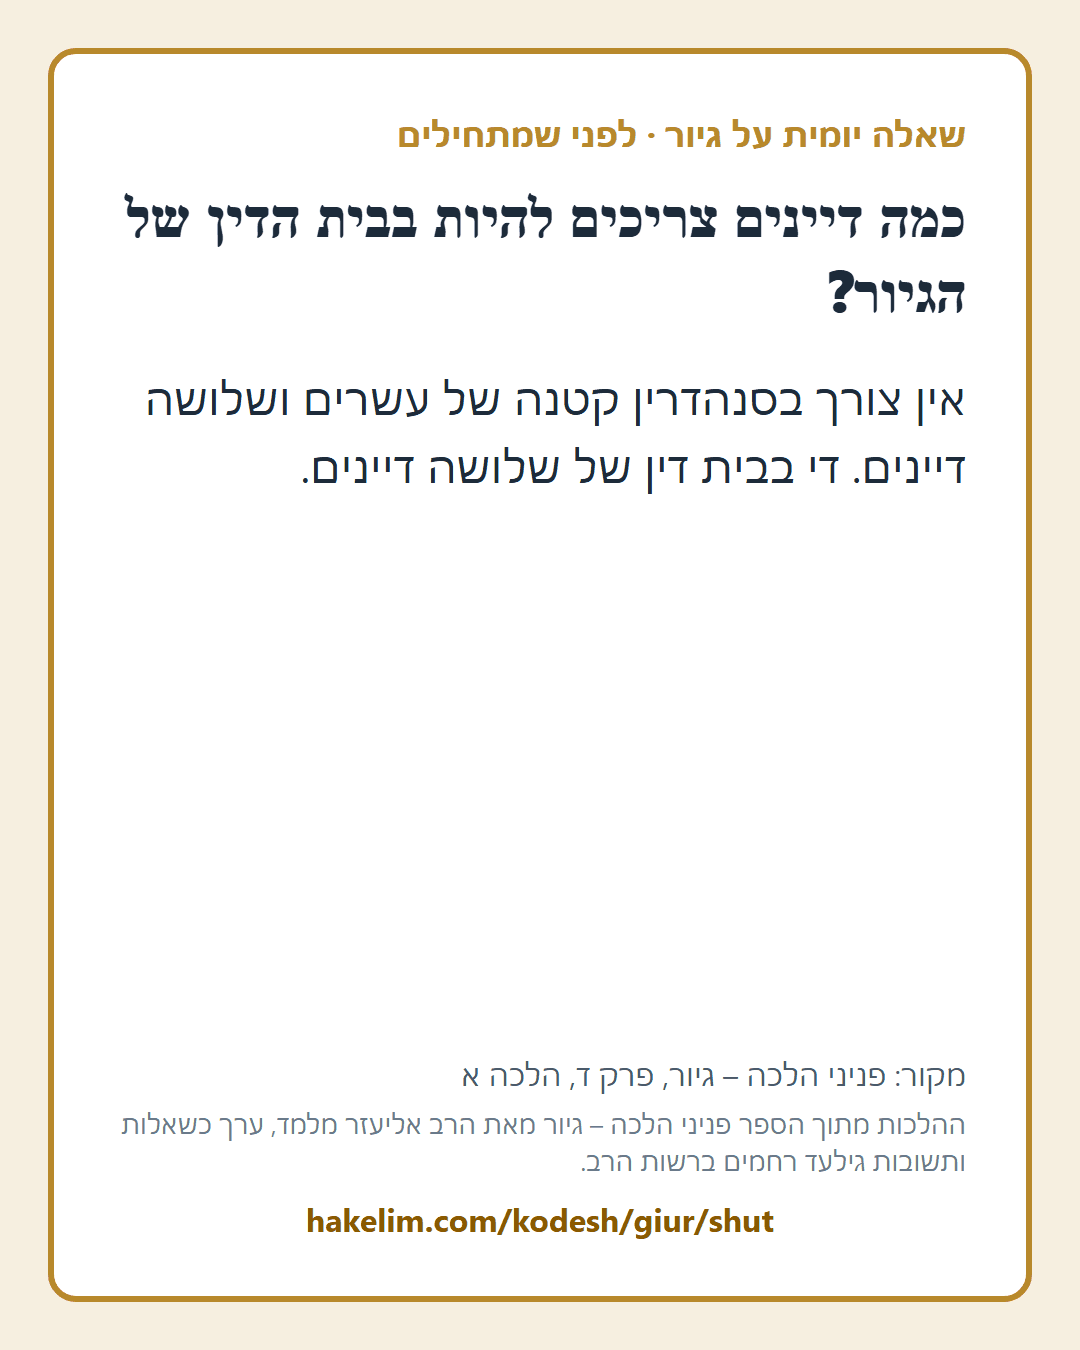 שאלה יומית על גיור · לפני שמתחילים
כמה דיינים צריכים להיות בבית הדין של
הגיור?
אין צורך בסנהדרין קטנה של עשרים ושלושה
דיינים. די בבית דין של שלושה דיינים.
מקור: פניני הלכה – גיור, פרק ד, הלכה א
ההלכות מתוך הספר פניני הלכה – גיור מאת הרב אליעזר מלמד, ערך כשאלות
ותשובות גילעד רחמים ברשות הרב.
hakelim.com/kodesh/giur/shut